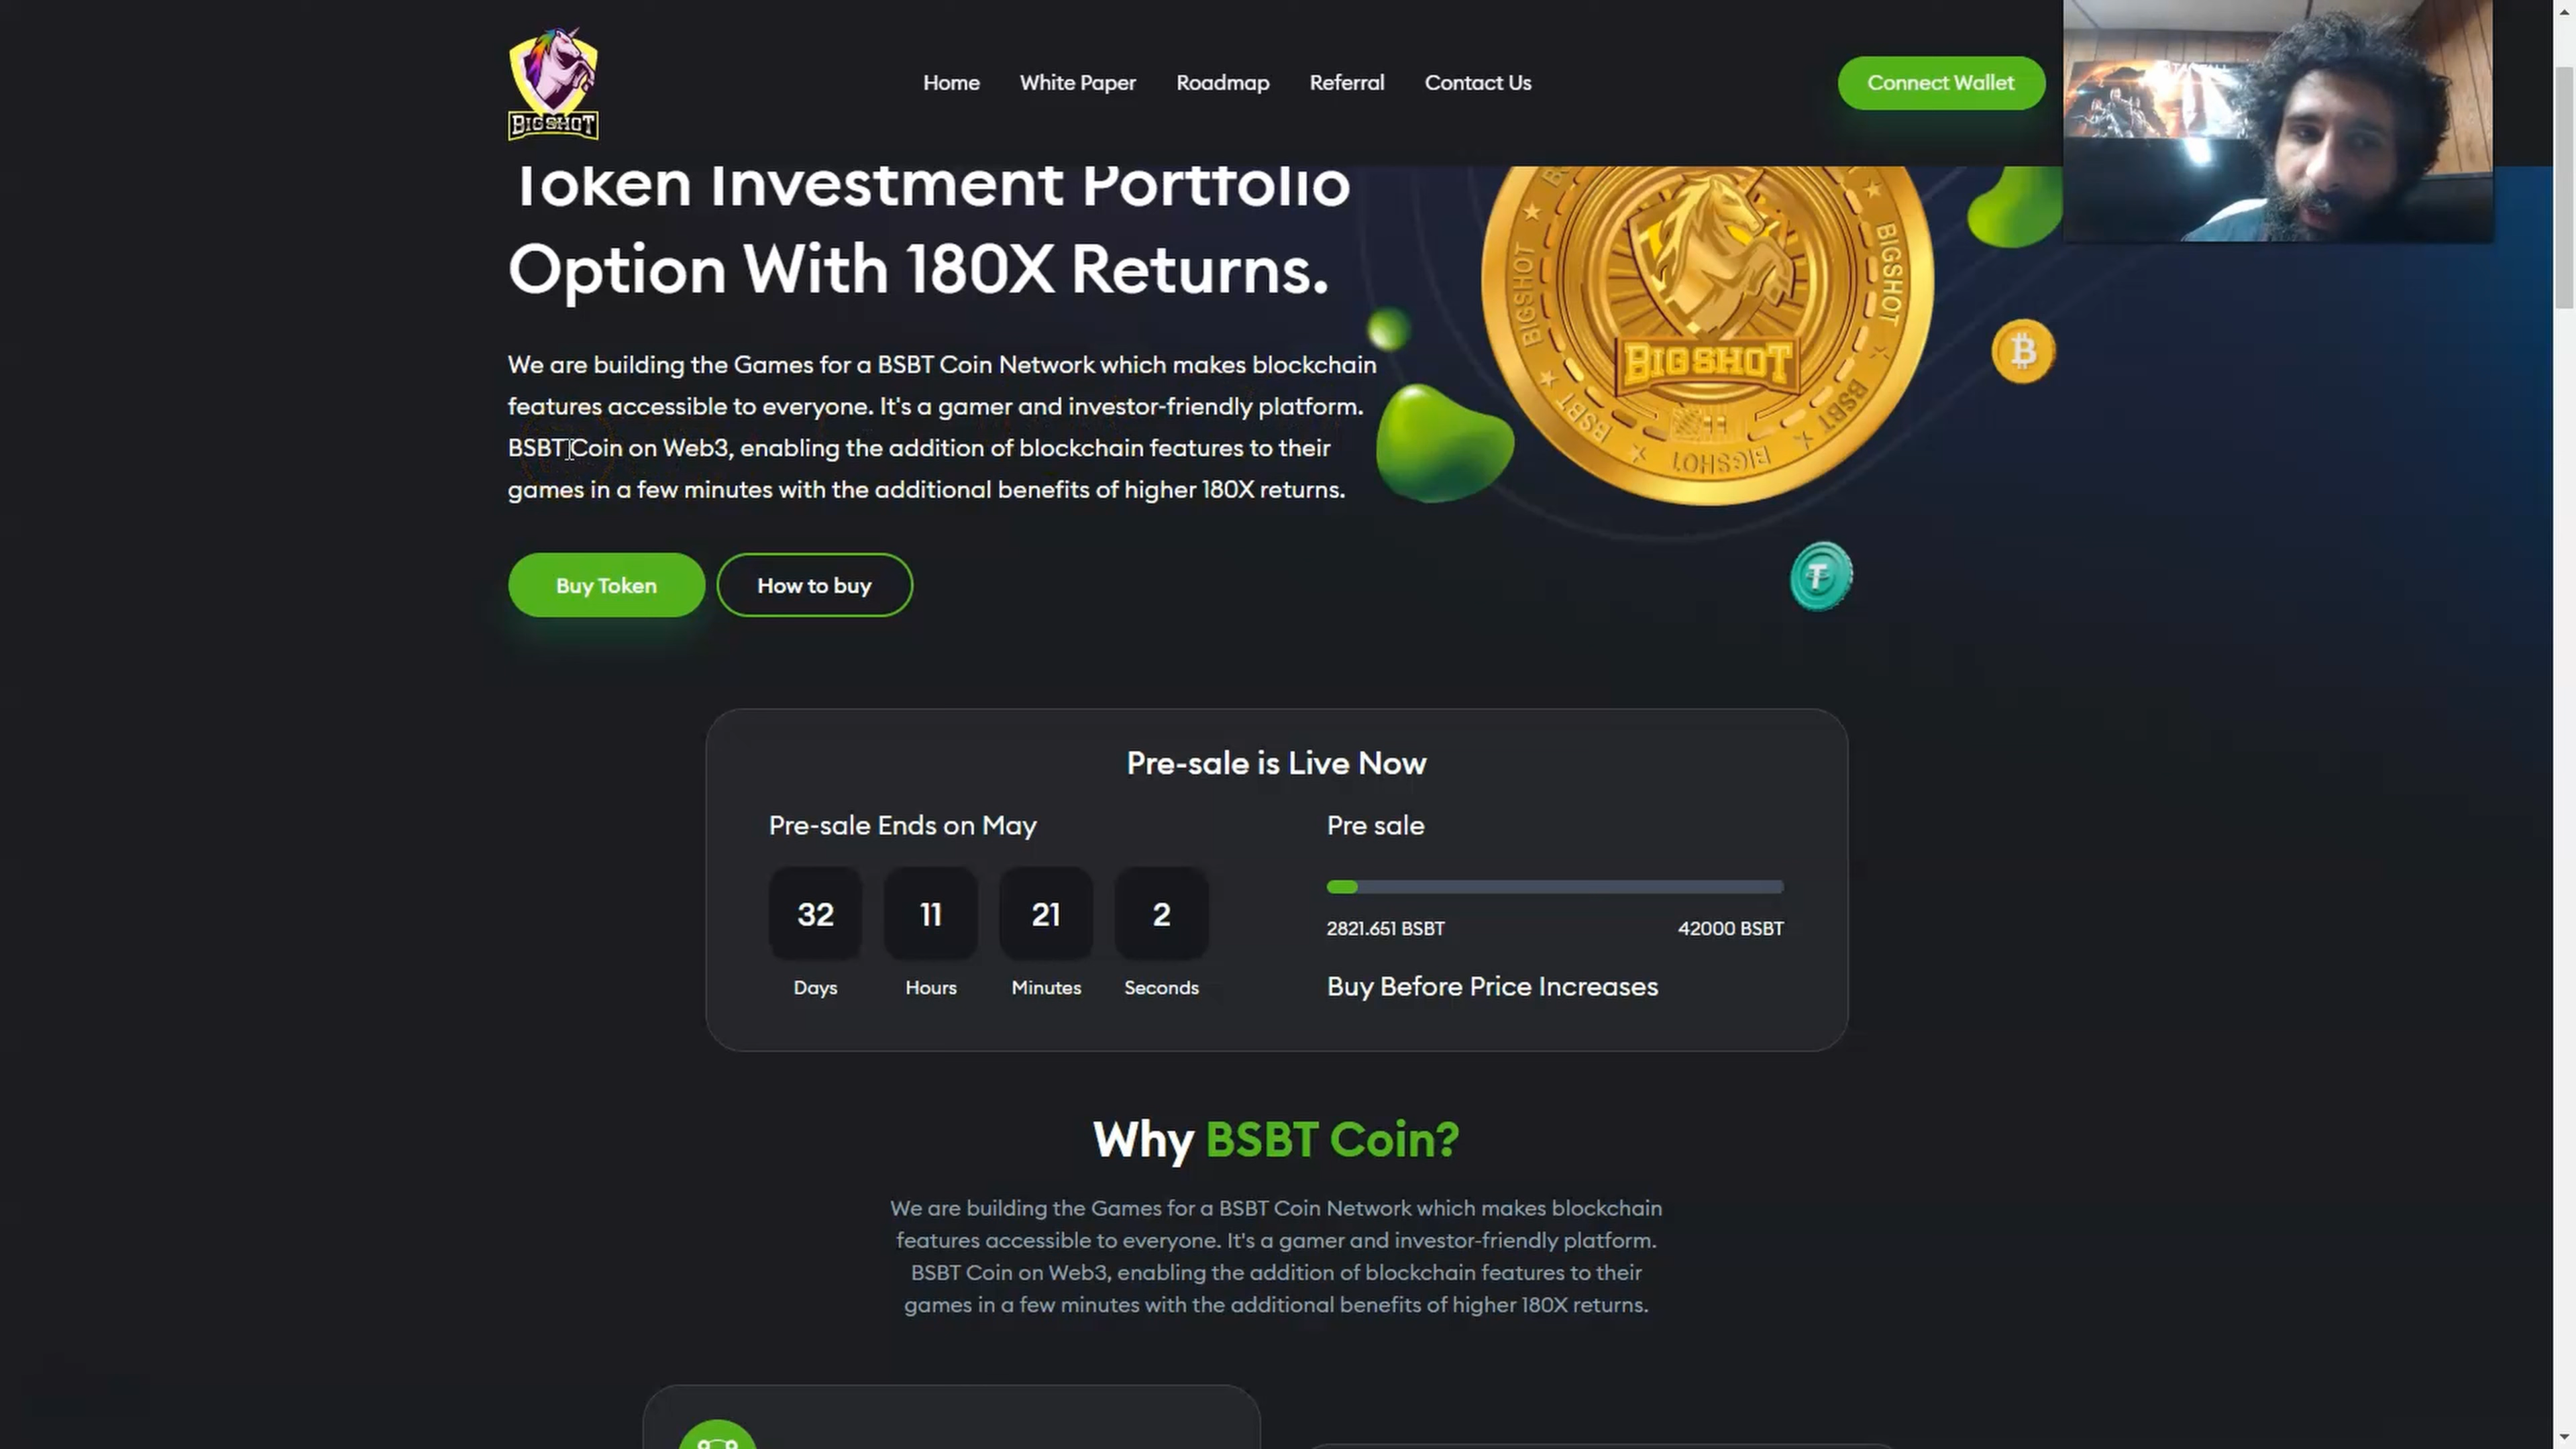 BIGSHOT
Home
White Paper
Roadmap
Referral
Contact Us
Connect Wallet
Token Investment Portfolio
Option With 180X Returns.
We are building the Games for a BSBT Coin Network which makes blockchain
features accessible to everyone. It's a gamer and investor-friendly platform.
BSBT Coin on Web3, enabling the addition of blockchain features to their
games in a few minutes with the additional benefits of higher 180X returns.
Buy Token
How to buy
BIGSHOT
BIGSHOT
BIGSHOT
BSBT
BIGSHOT
BSBT
Pre-sale is Live Now
Pre-sale Ends on May
32
11
21
2
Days
Hours
Minutes
Seconds
Pre sale
2821.651 BSBT
42000 BSBT
Buy Before Price Increases
Why BSBT Coin?
We are building the Games for a BSBT Coin Network which makes blockchain
features accessible to everyone. It's a gamer and investor-friendly platform.
BSBT Coin on Web3, enabling the addition of blockchain features to their
games in a few minutes with the additional benefits of higher 180X returns.